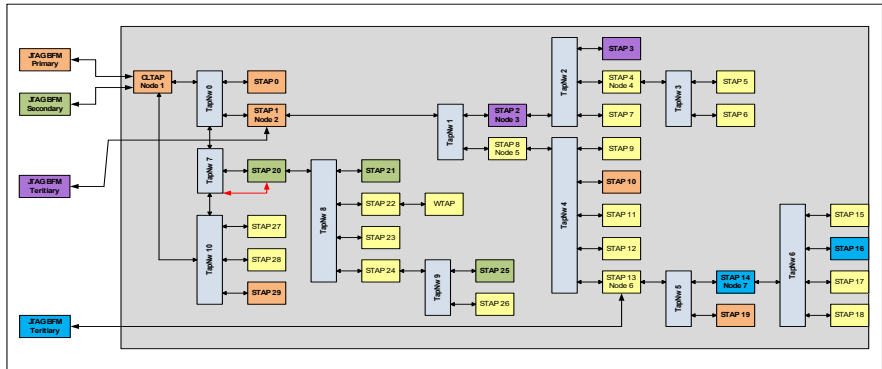 JTAGBFM
Primary
JTAGBFM
Secondary
JTAGBFM
Teritiary
JTAGBFM
Teritiary
CLTAP
Node 1
TapNw 0
STAP 0
STAP 1
Node 2
TapNw 7
STAP 20
TapNw 10
STAP 27
STAP 28
STAP 29
TapNw 8
STAP 21
STAP 22
WTAP
STAP 23
STAP 24
TapNw 9
STAP 25
STAP 26
TapNw 1
STAP 2
Node 3
STAP 8
Node 5
TapNw 2
STAP 3
STAP 4
Node 4
STAP 7
TapNw 3
STAP 5
STAP 6
TapNw 4
STAP 9
STAP 10
STAP 11
STAP 12
STAP 13
Node 6
TapNw 5
STAP 14
Node 7
STAP 19
TapNw 6
STAP 15
STAP 16
STAP 17
STAP 18